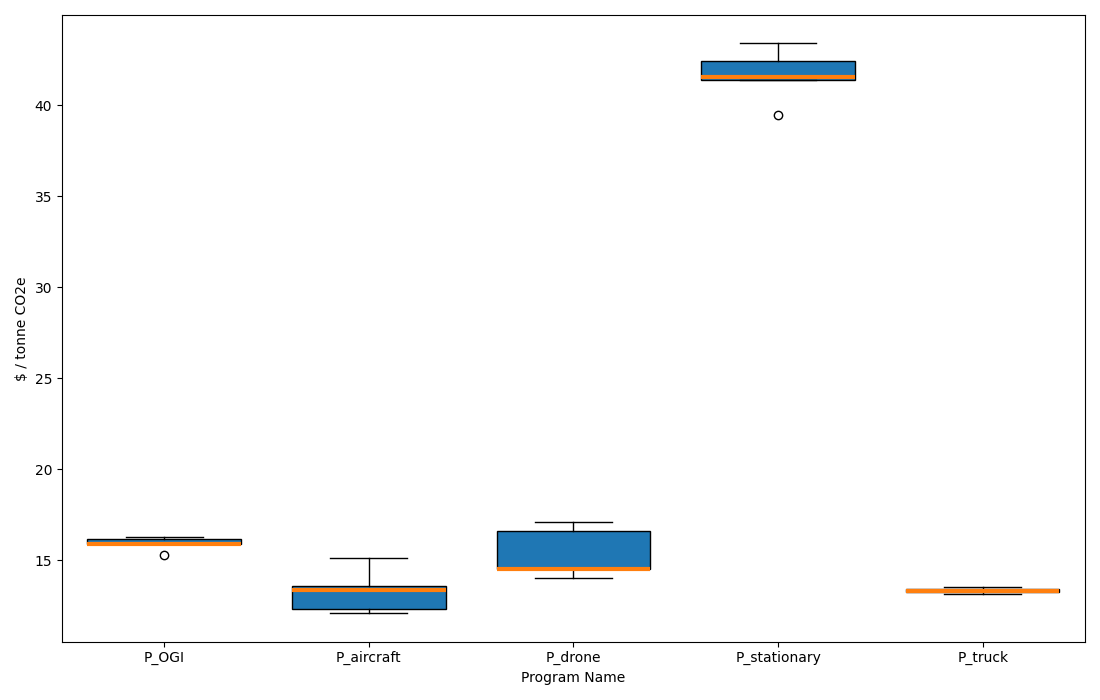 $ / tonne CO2e
40
35
30
25
20
15
P_OGI P_aircraft P_drone P_stationary P_truck
Program Name